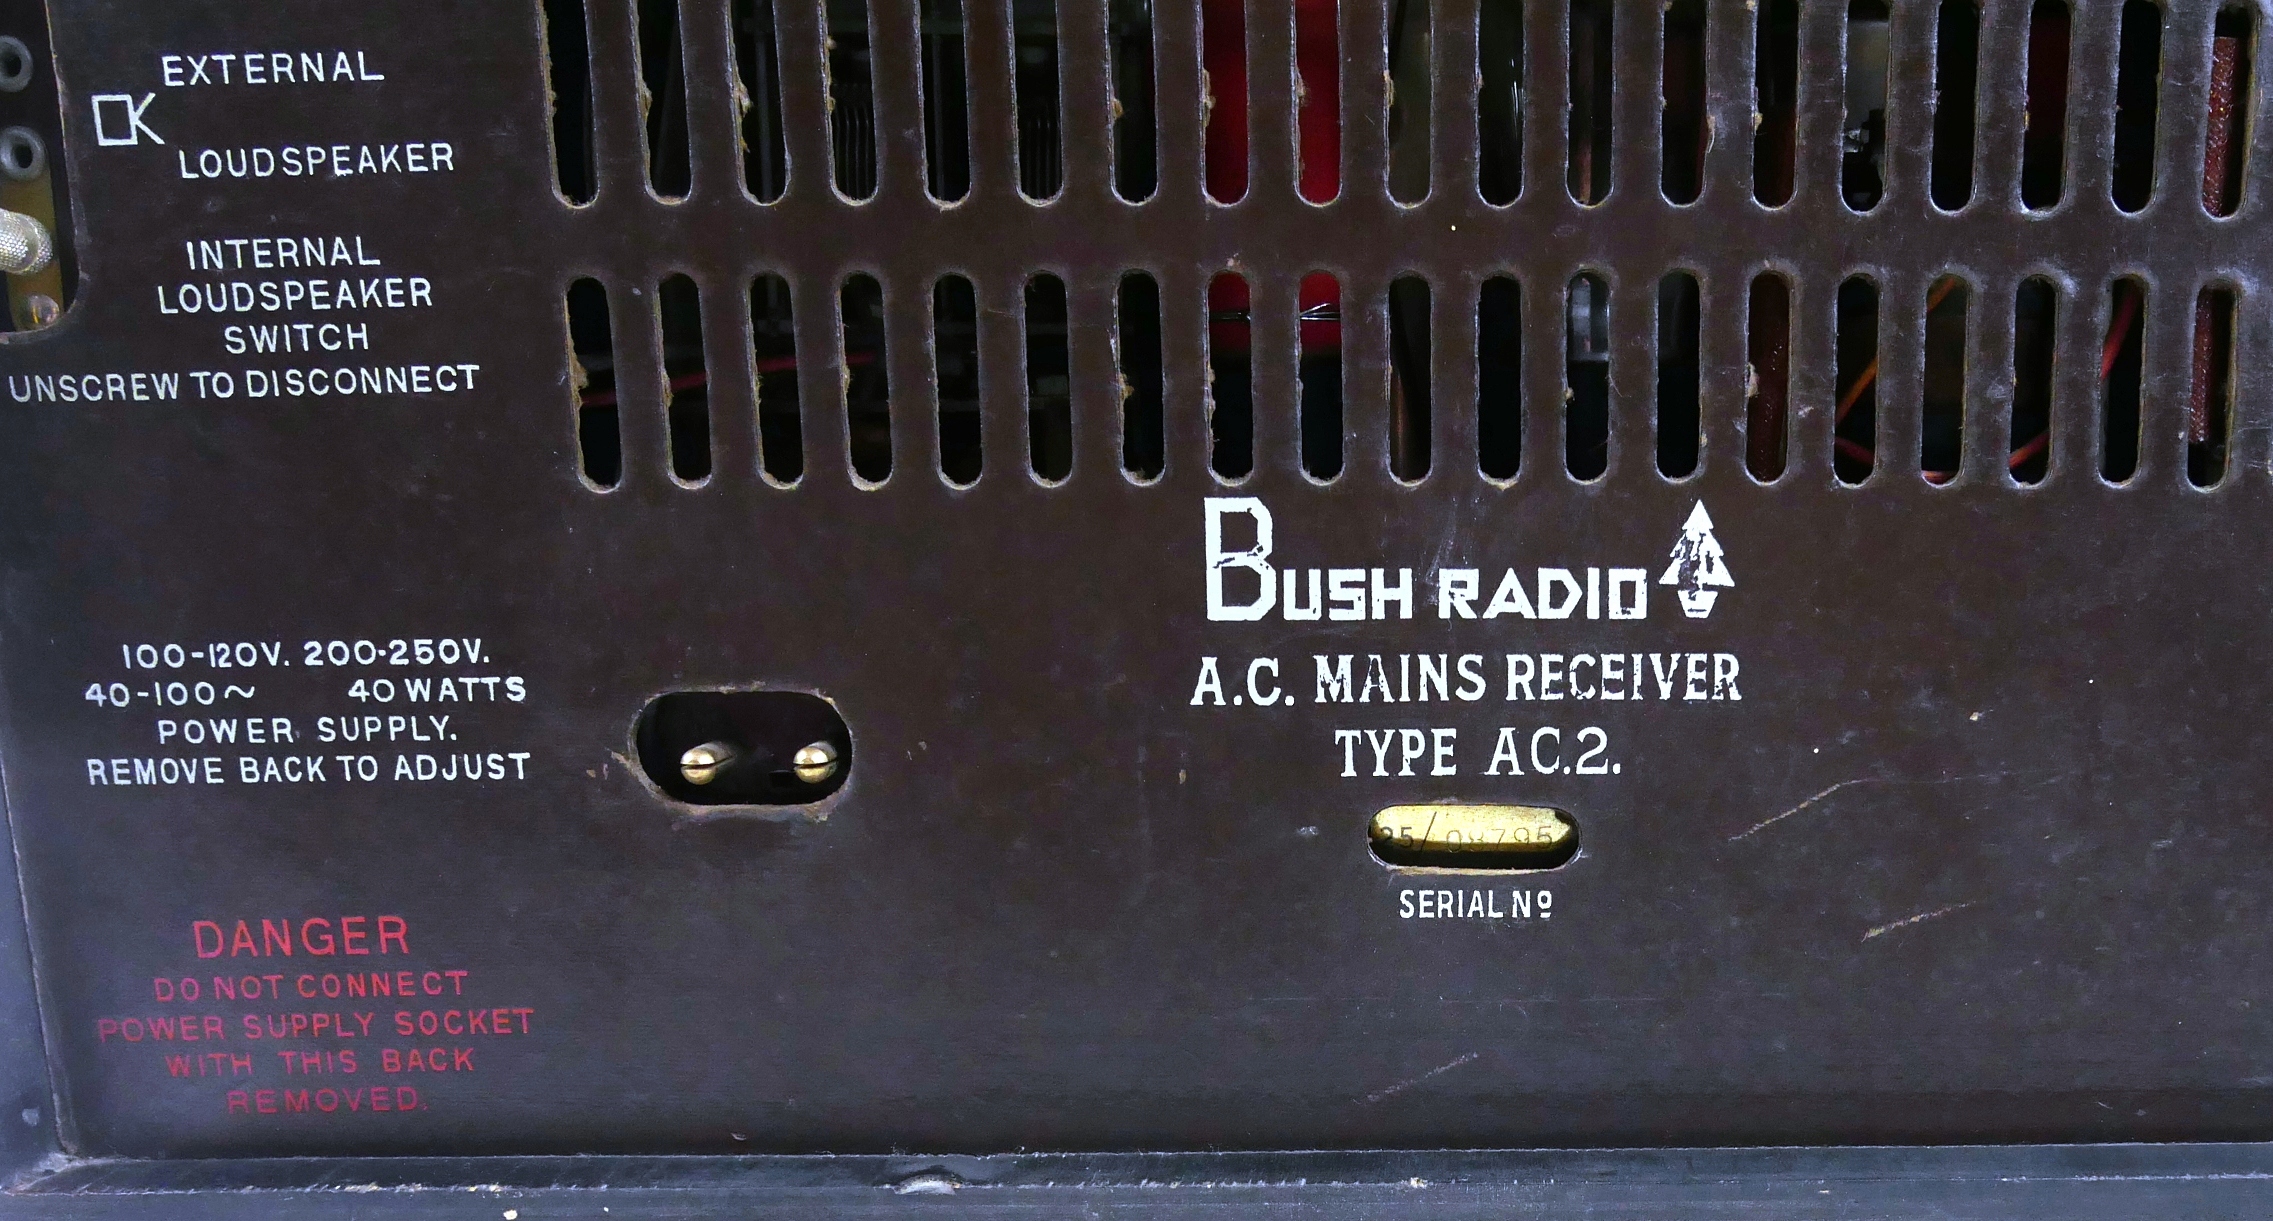 EXTERNAL
LOUDSPEAKER
INTERNAL
LOUDSPEAKER
SWITCH
UNSCREW TO DISCONNECT
100-120V. 200-250V.
40-100~ 40 WATTS
POWER SUPPLY.
REMOVE BACK TO ADJUST
DANGER
DO NOT CONNECT
POWER SUPPLY SOCKET
WITH THIS BACK
REMOVED.
BUSH RADIO
A.C. MAINS RECEIVER
TYPE AC.2.
25/08795
SERIAL Nº